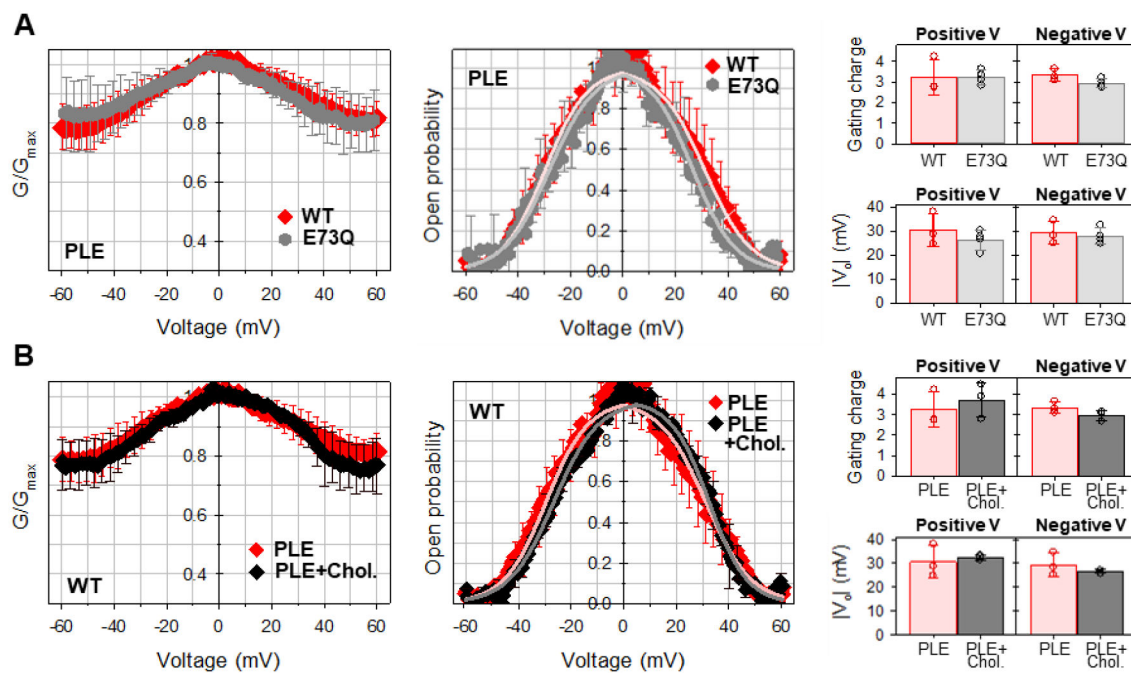 A
G/Gmax
1
0.8
0.6
0.4
WT
E73Q
PLE
-60 -40 -20 0 20 40 60
Voltage (mV)
Open probability
PLE
WT
E73Q
1
0.8
0.6
0.4
0.2
0.0
-60 -40 -20 0 20 40 60
Voltage (mV)
Positive V Negative V
Gating charge
4
3
2
1
0
WT E73Q WT E73Q
Positive V Negative V
|Vo| (mV)
40
30
20
10
0
WT E73Q WT E73Q
B
G/Gmax
1
0.8
0.6
0.4
PLE
PLE+Chol.
WT
-60 -40 -20 0 20 40 60
Voltage (mV)
Open probability
WT
PLE
PLE
+Chol.
1
0.8
0.6
0.4
0.2
0.0
-60 -40 -20 0 20 40 60
Voltage (mV)
Positive V Negative V
Gating charge
5
4
3
2
1
0
PLE PLE+ PLE PLE+
Chol. Chol.
Positive V Negative V
|Vo| (mV)
40
30
20
10
0
PLE PLE+ PLE PLE+
Chol. Chol.